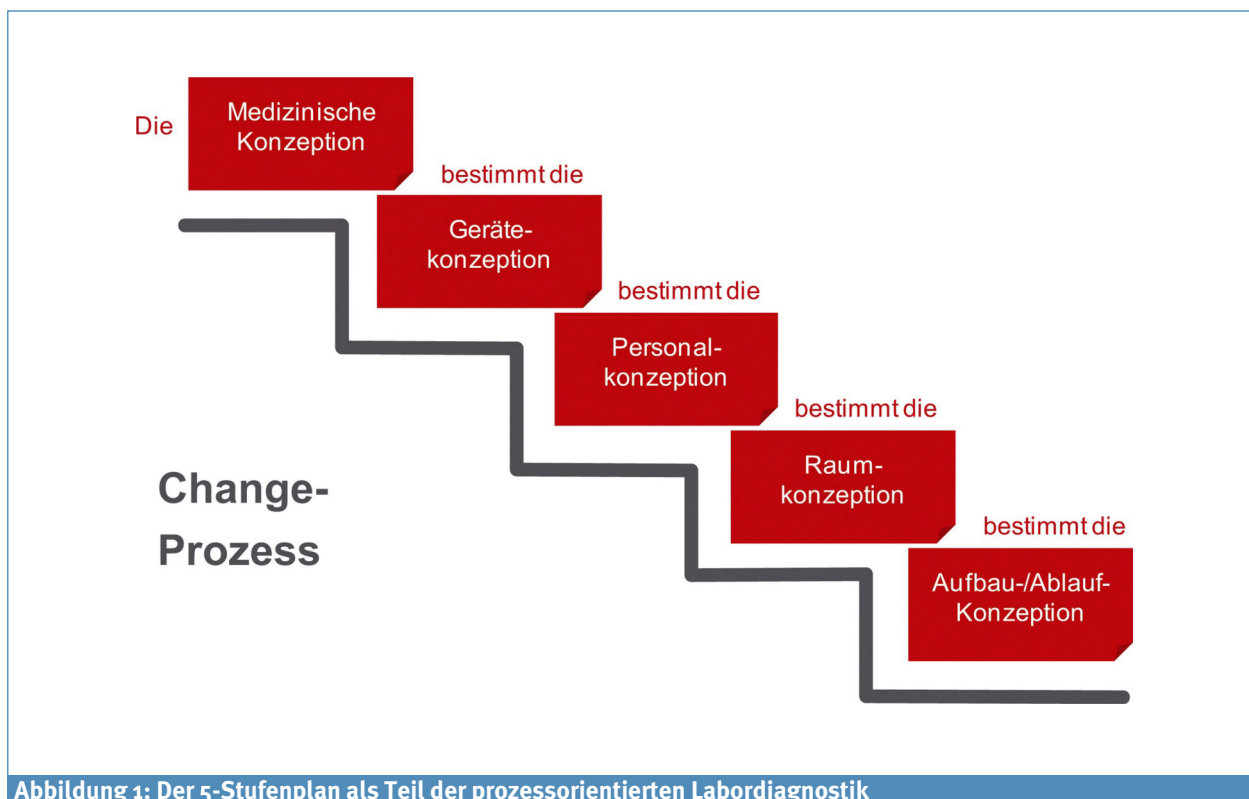 Die
Medizinische
Konzeption
bestimmt die
Geräte-
konzeption
bestimmt die
Personal-
konzeption
bestimmt die
Raum-
konzeption
bestimmt die
Aufbau-/Ablauf-
Konzeption
Change-
Prozess
Abbildung 1: Der 5-Stufenplan als Teil der prozessorientierten Labordiagnostik